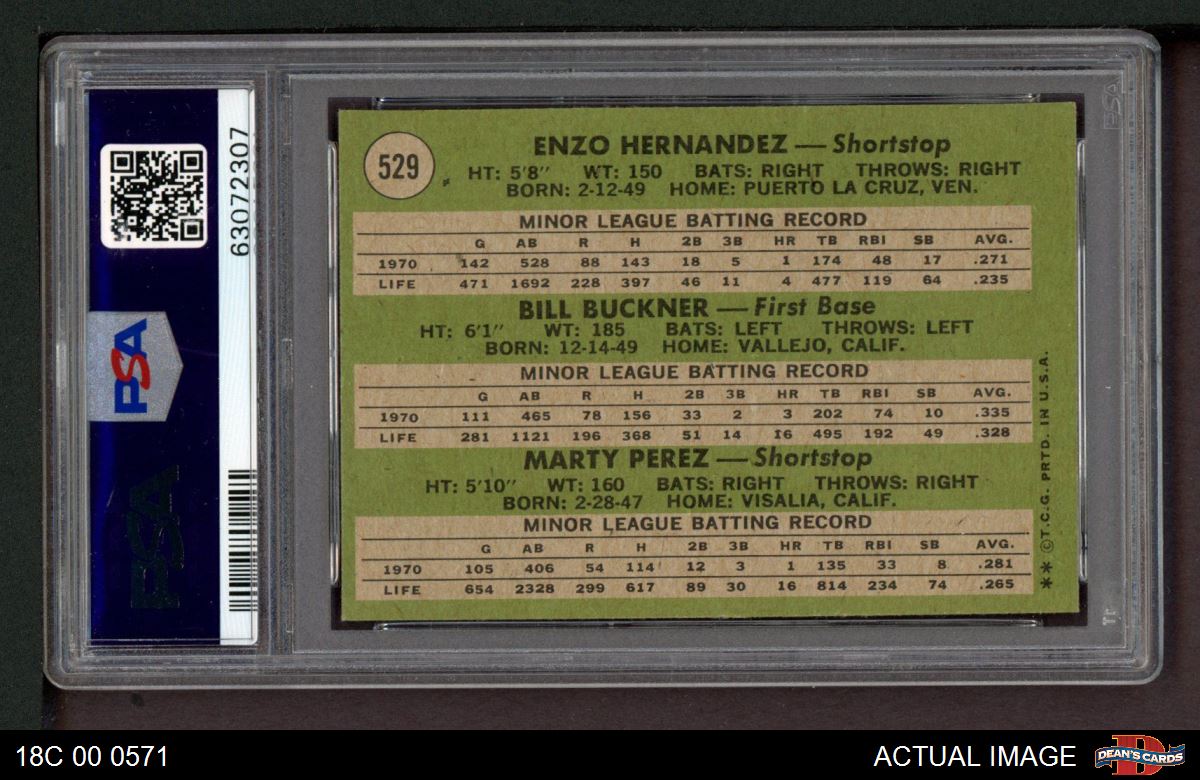 63072307
PSA
PSA
PSA
529
ENZO HERNANDEZ — Shortstop
HT: 5'8" WT: 150 BATS: RIGHT THROWS: RIGHT
BORN: 2-12-49 HOME: PUERTO LA CRUZ, VEN.
MINOR LEAGUE BATTING RECORD
G AB R H 2B 3B HR TB RBI SB AVG.
1970 142 528 88 143 18 5 1 174 48 17 .271
LIFE 471 1692 228 397 46 11 4 477 119 64 .235
BILL BUCKNER — First Base
HT: 6'1" WT: 185 BATS: LEFT THROWS: LEFT
BORN: 12-14-49 HOME: VALLEJO, CALIF.
MINOR LEAGUE BATTING RECORD
G AB R H 2B 3B HR TB RBI SB AVG.
1970 111 465 78 156 33 2 3 202 74 10 .335
LIFE 281 1121 196 368 51 14 16 495 192 49 .328
MARTY PEREZ — Shortstop
HT: 5'10" WT: 160 BATS: RIGHT THROWS: RIGHT
BORN: 2-28-47 HOME: VISALIA, CALIF.
MINOR LEAGUE BATTING RECORD
G AB R H 2B 3B HR TB RBI SB AVG.
1970 105 406 54 114 12 3 1 135 33 8 .281
LIFE 654 2328 299 617 89 30 16 814 234 74 .265
** ©T.C.G. PRTD. IN U.S.A.
18C 00 0571
ACTUAL IMAGE
DEAN'S CARDS